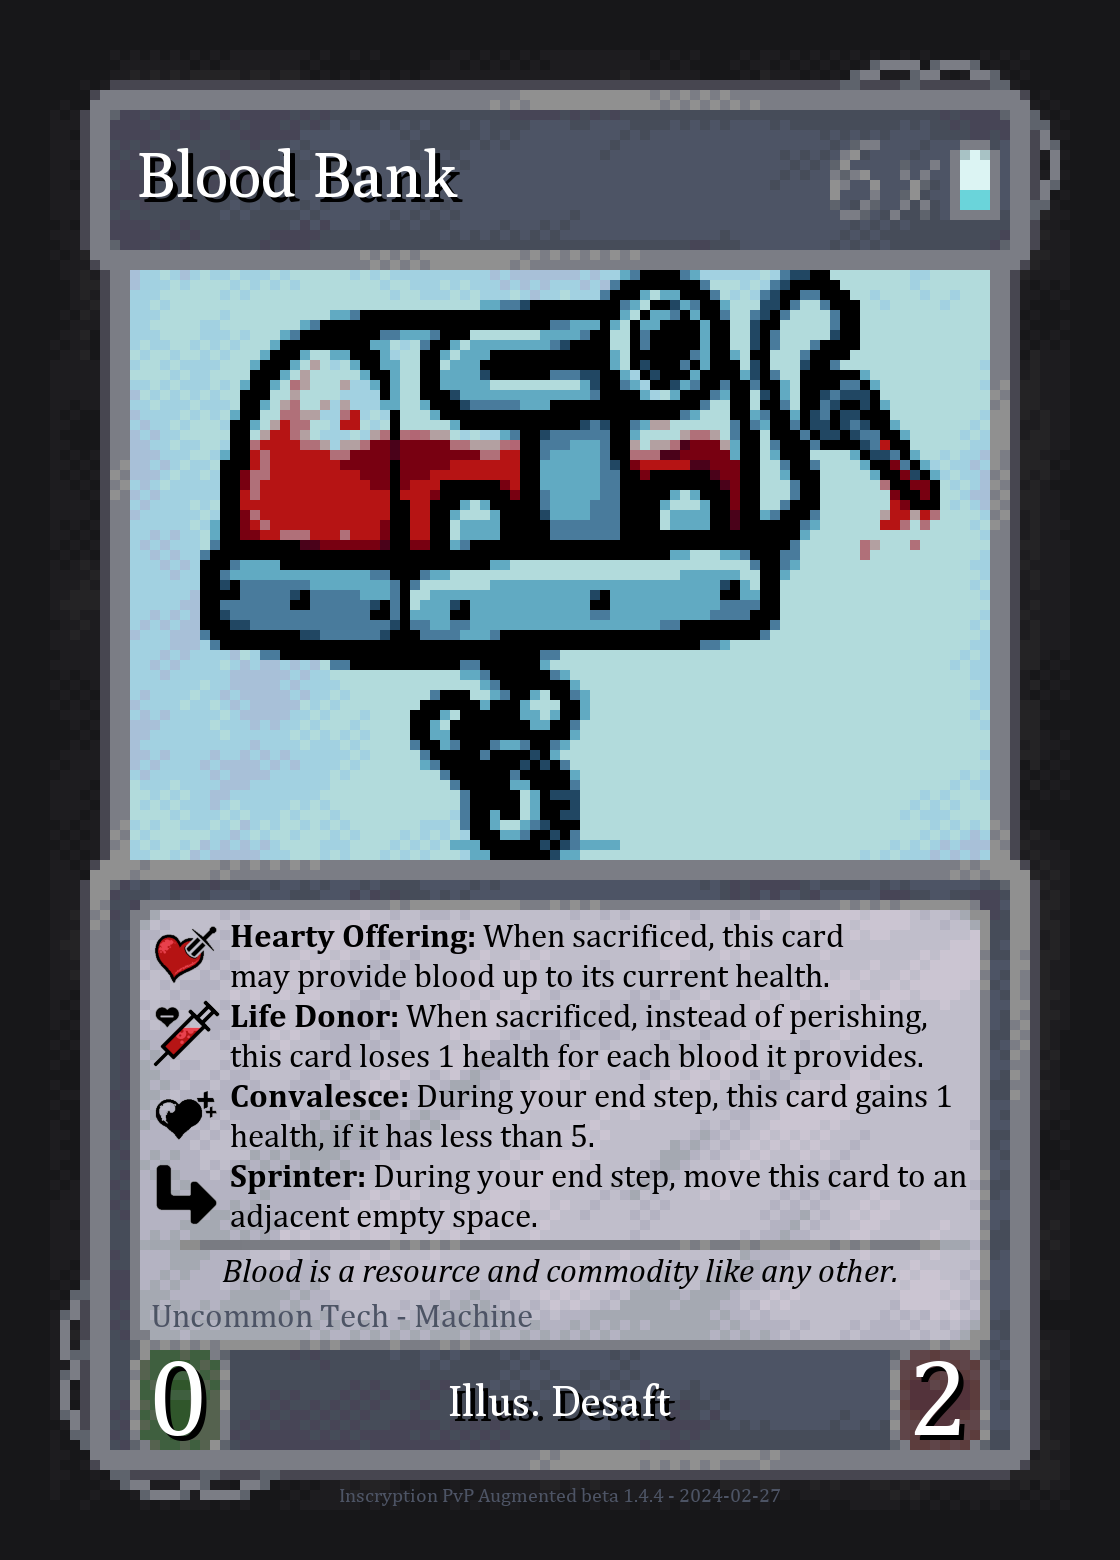 Blood Bank
6x
Hearty Offering: When sacrificed, this card
may provide blood up to its current health.
Life Donor: When sacrificed, instead of perishing,
this card loses 1 health for each blood it provides.
Convalesce: During your end step, this card gains 1
health, if it has less than 5.
Sprinter: During your end step, move this card to an
adjacent empty space.
Blood is a resource and commodity like any other.
Uncommon Tech - Machine
0
Illus. Desaft
2
Inscryption PvP Augmented beta 1.4.4 - 2024-02-27